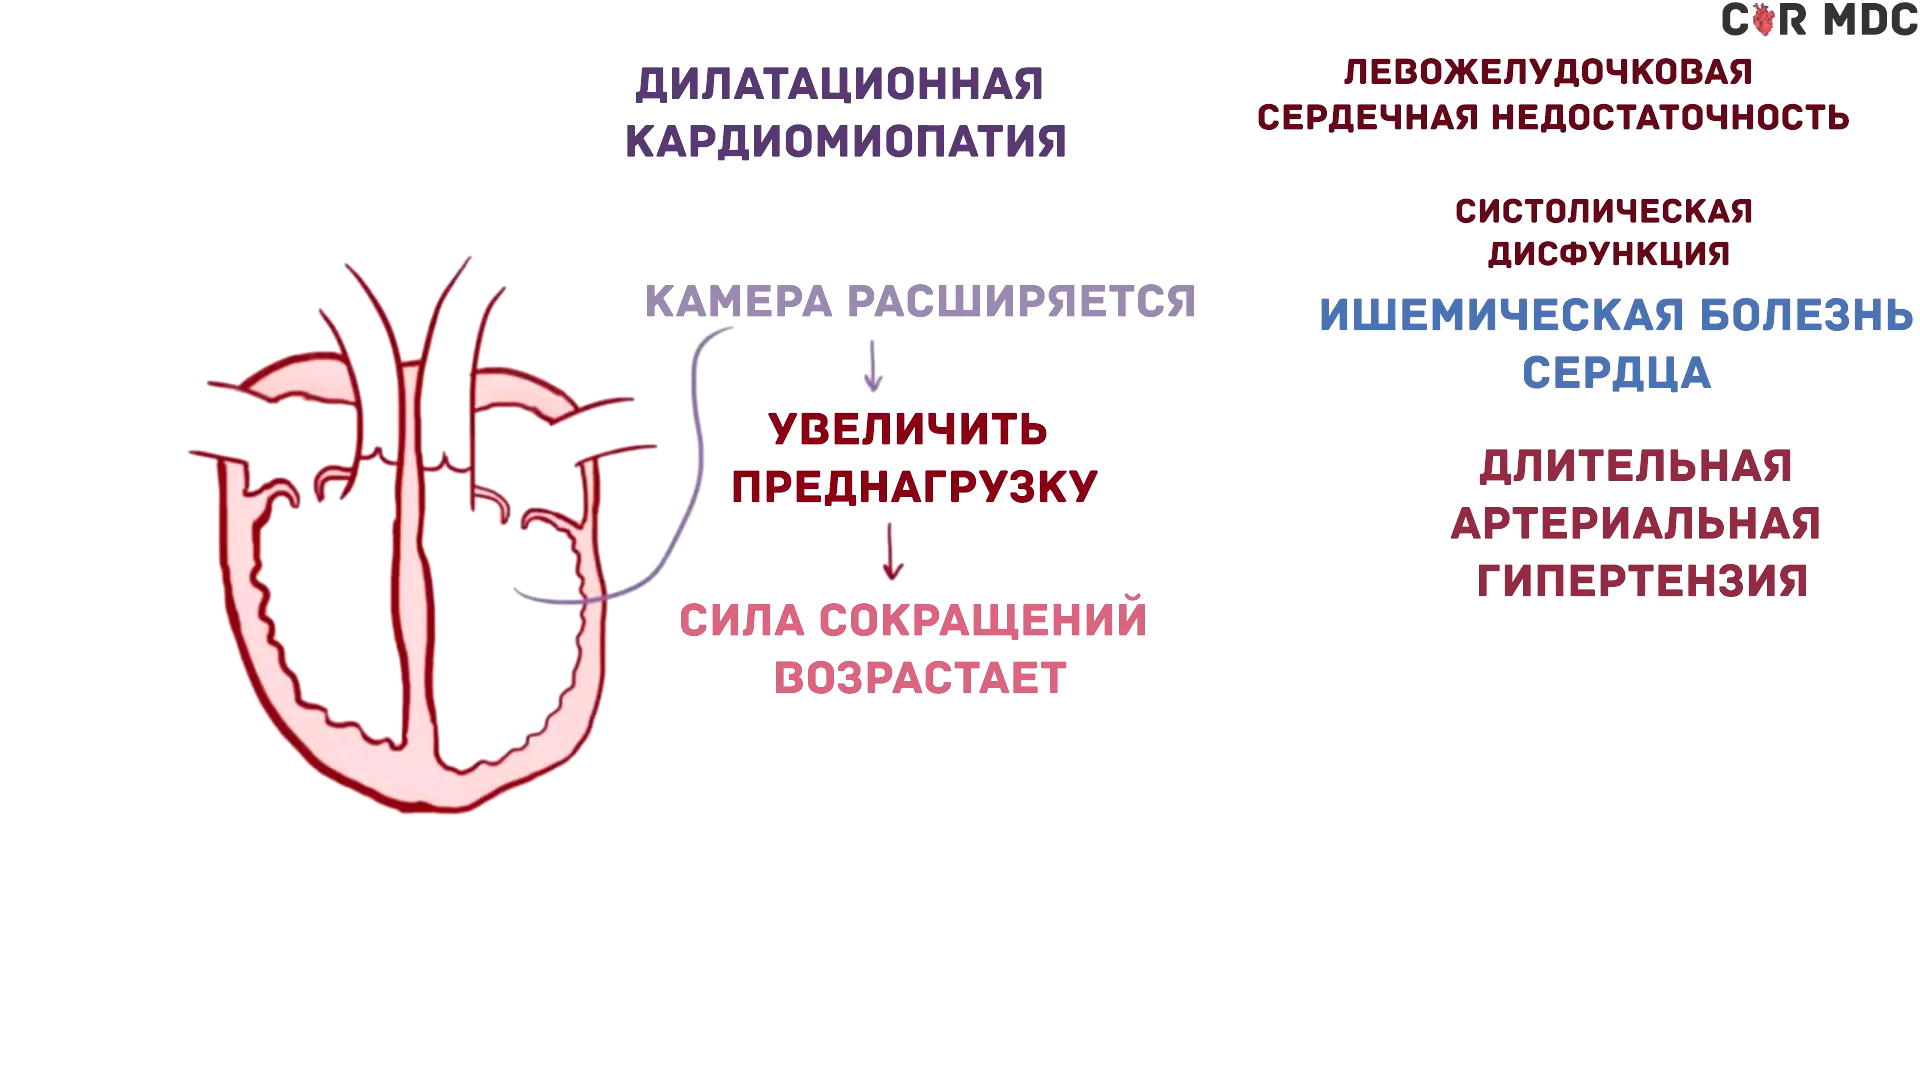 C R MDC
ДИЛАТАЦИОННАЯ
КАРДИОМИОПАТИЯ
КАМЕРА РАСШИРЯЕТСЯ
УВЕЛИЧИТЬ
ПРЕДНАГРУЗКУ
СИЛА СОКРАЩЕНИЙ
ВОЗРАСТАЕТ
ЛЕВОЖЕЛУДОЧКОВАЯ
СЕРДЕЧНАЯ НЕДОСТАТОЧНОСТЬ
СИСТОЛИЧЕСКАЯ
ДИСФУНКЦИЯ
ИШЕМИЧЕСКАЯ БОЛЕЗНЬ
СЕРДЦА
ДЛИТЕЛЬНАЯ
АРТЕРИАЛЬНАЯ
ГИПЕРТЕНЗИЯ